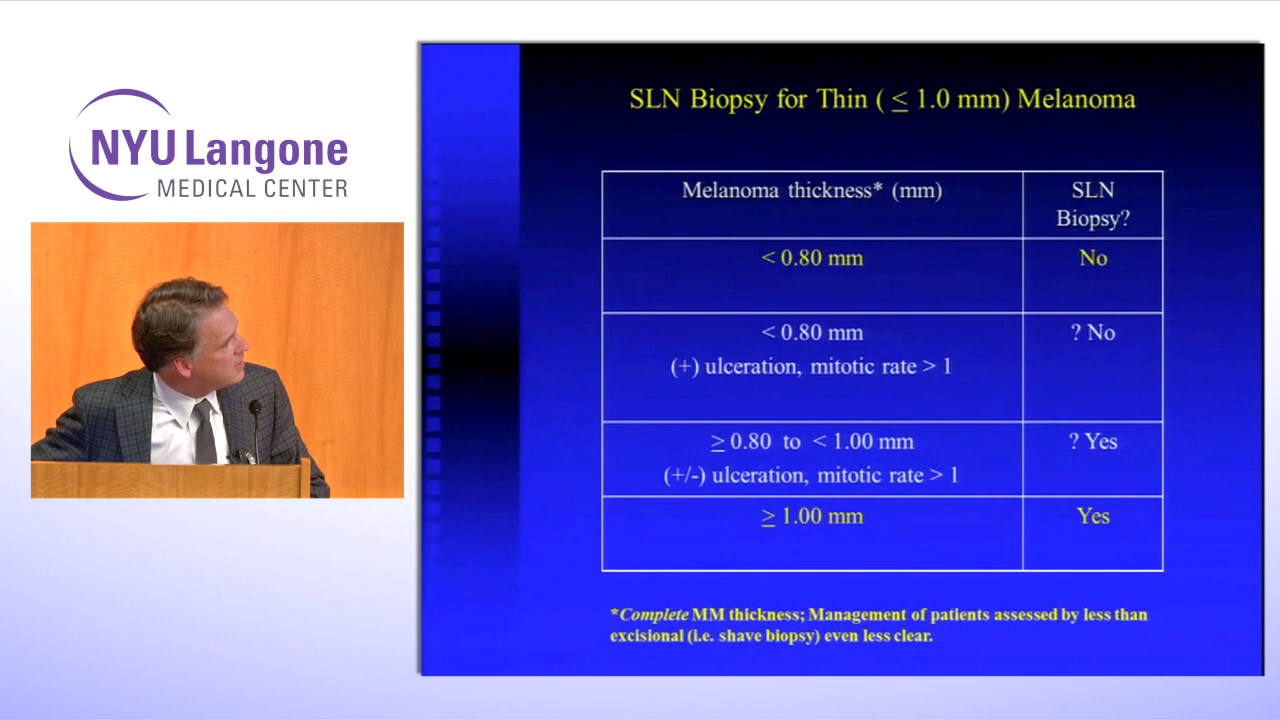 NYU Langone
MEDICAL CENTER
SLN Biopsy for Thin ( ≤ 1.0 mm) Melanoma
Melanoma thickness* (mm)
SLN
Biopsy?
< 0.80 mm
No
< 0.80 mm
? No
(+) ulceration, mitotic rate > 1
≥ 0.80 to < 1.00 mm
? Yes
(+/-) ulceration, mitotic rate > 1
≥ 1.00 mm
Yes
*Complete MM thickness; Management of patients assessed by less than
excisional (i.e. shave biopsy) even less clear.